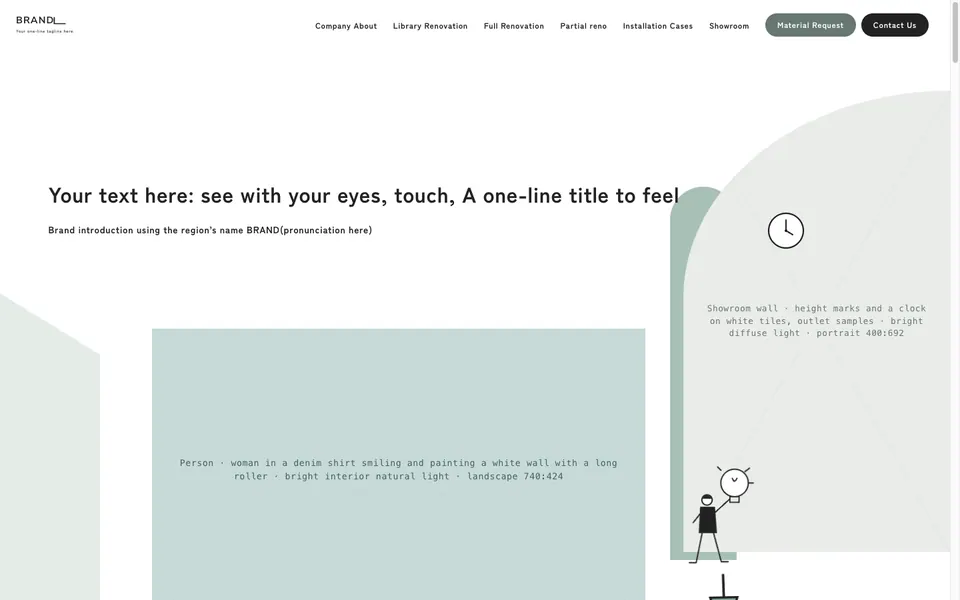 BRAND
Your one-line tagline here
Company About
Library Renovation
Full Renovation
Partial reno
Installation Cases
Showroom
Material Request
Contact Us
Your text here: see with your eyes, touch, A one-line title to feel
Brand introduction using the region's name BRAND(pronunciation here)
Showroom wall · height marks and a clock
on white tiles, outlet samples · bright
diffuse light · portrait 400:692
Person · woman in a denim shirt smiling and painting a white wall with a long
roller · bright interior natural light · landscape 740:424